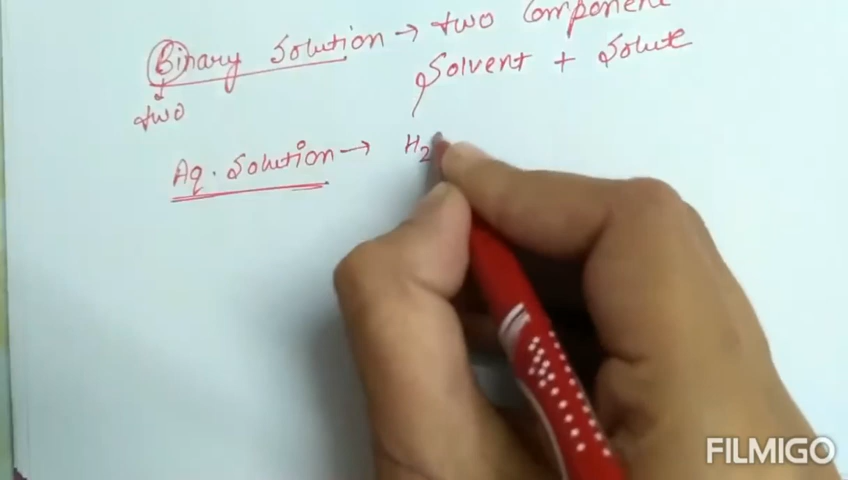 Binary Solution → two Component
Solvent + Solute
two
Aq. Solution → H2
FILMIGO